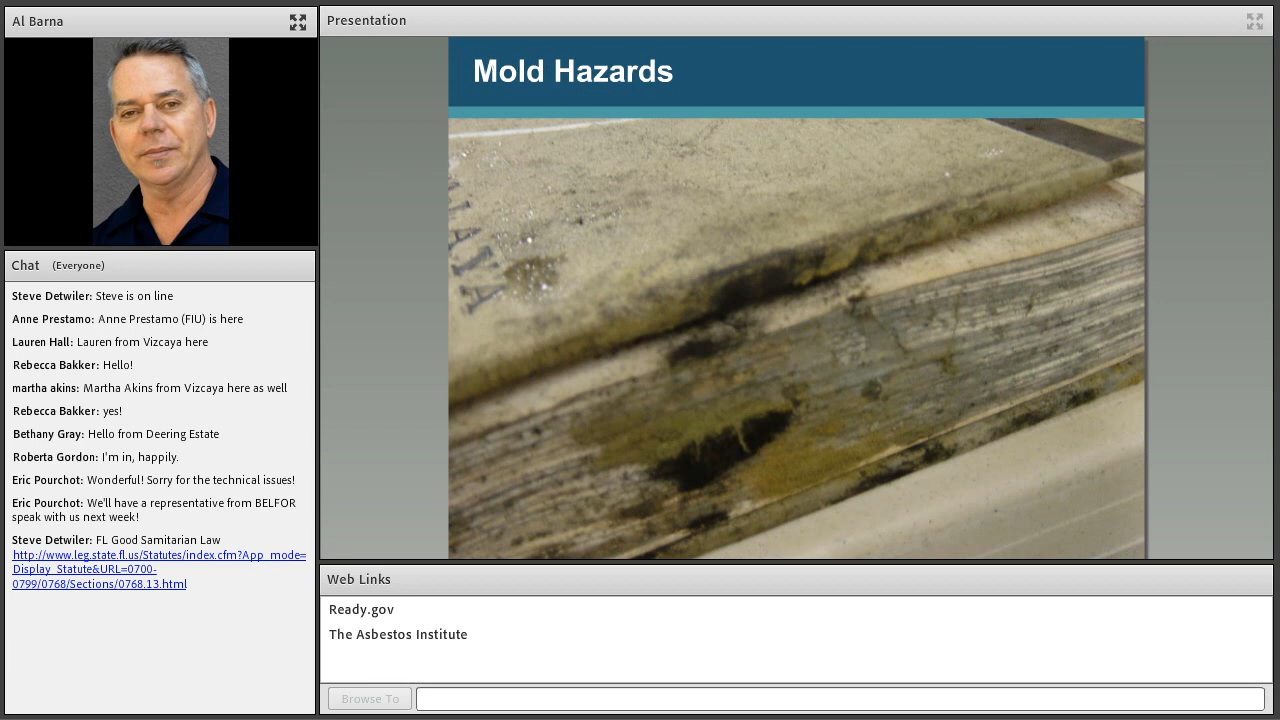 Al Barna
Presentation
Mold Hazards
Chat (Everyone)
Steve Detwiler: Steve is on line
Anne Prestamo: Anne Prestamo (FIU) is here
Lauren Hall: Lauren from Vizcaya here
Rebecca Bakker: Hello!
martha akins: Martha Akins from Vizcaya here as well
Rebecca Bakker: yes!
Bethany Gray: Hello from Deering Estate
Roberta Gordon: I'm in, happily.
Eric Pourchot: Wonderful! Sorry for the technical issues!
Eric Pourchot: We'll have a representative from BELFOR
speak with us next week!
Steve Detwiler: FL Good Samitarian Law
http://www.leg.state.fl.us/Statutes/index.cfm?App_mode=
Display_Statute&URL=0700-
0799/0768/Sections/0768.13.html
Web Links
Ready.gov
The Asbestos Institute
Browse To